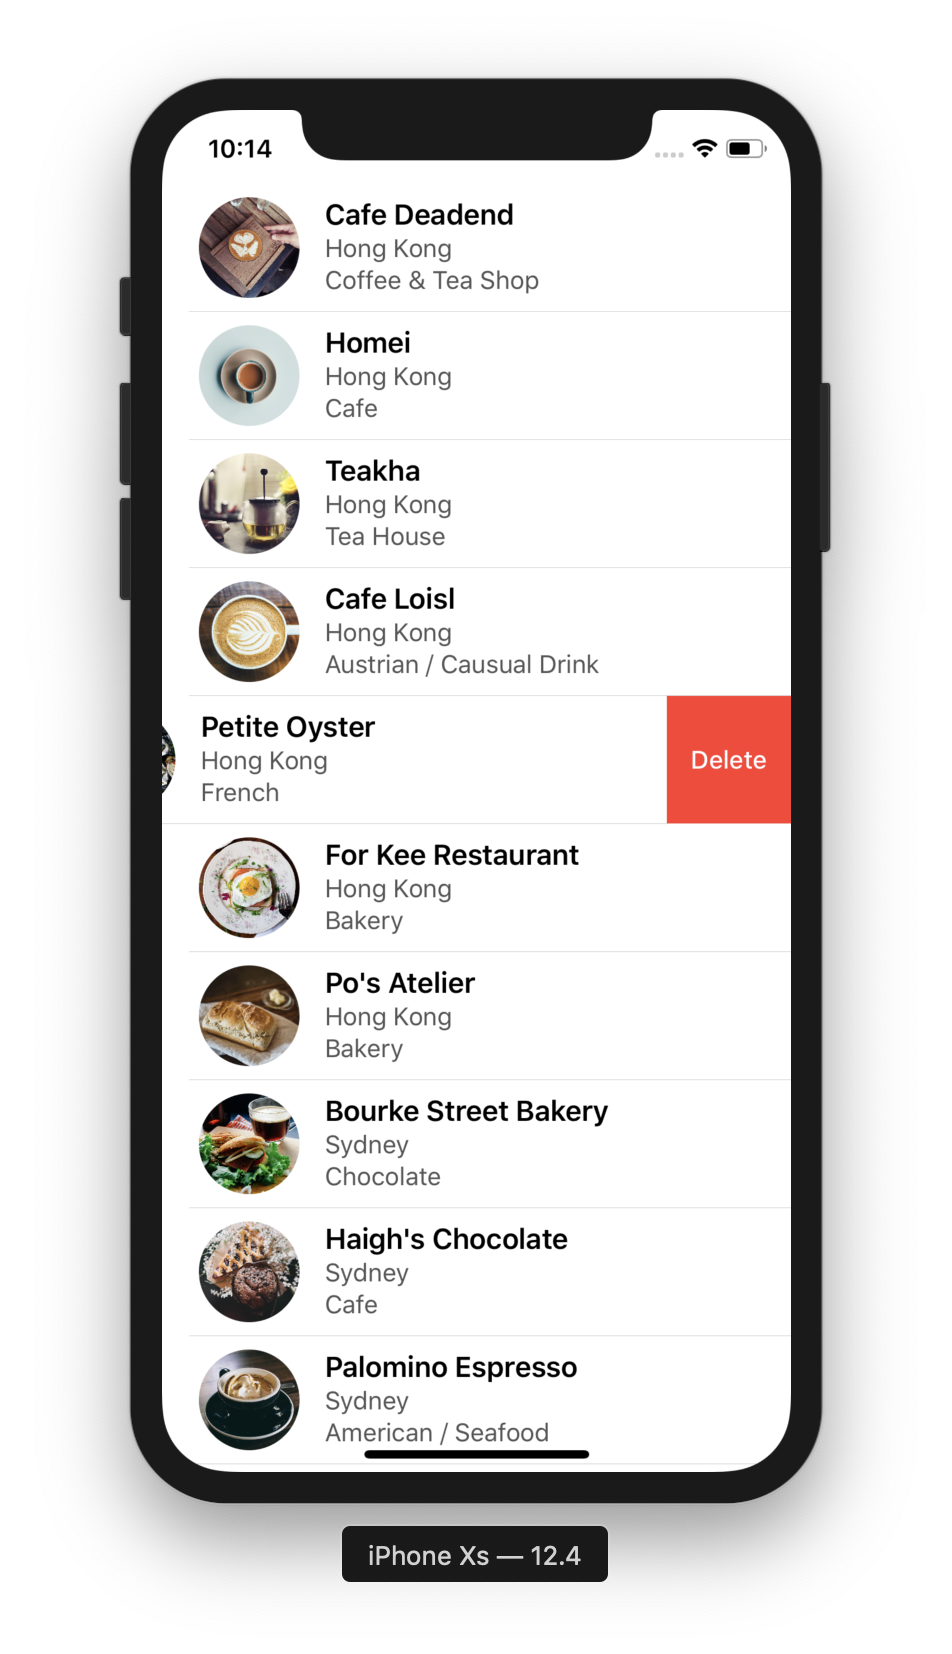 10:14
Cafe Deadend
Hong Kong
Coffee & Tea Shop
Homei
Hong Kong
Cafe
Teakha
Hong Kong
Tea House
Cafe Loisl
Hong Kong
Austrian / Causual Drink
Petite Oyster
Hong Kong
French
Delete
For Kee Restaurant
Hong Kong
Bakery
Po's Atelier
Hong Kong
Bakery
Bourke Street Bakery
Sydney
Chocolate
Haigh's Chocolate
Sydney
Cafe
Palomino Espresso
Sydney
American / Seafood
iPhone Xs — 12.4